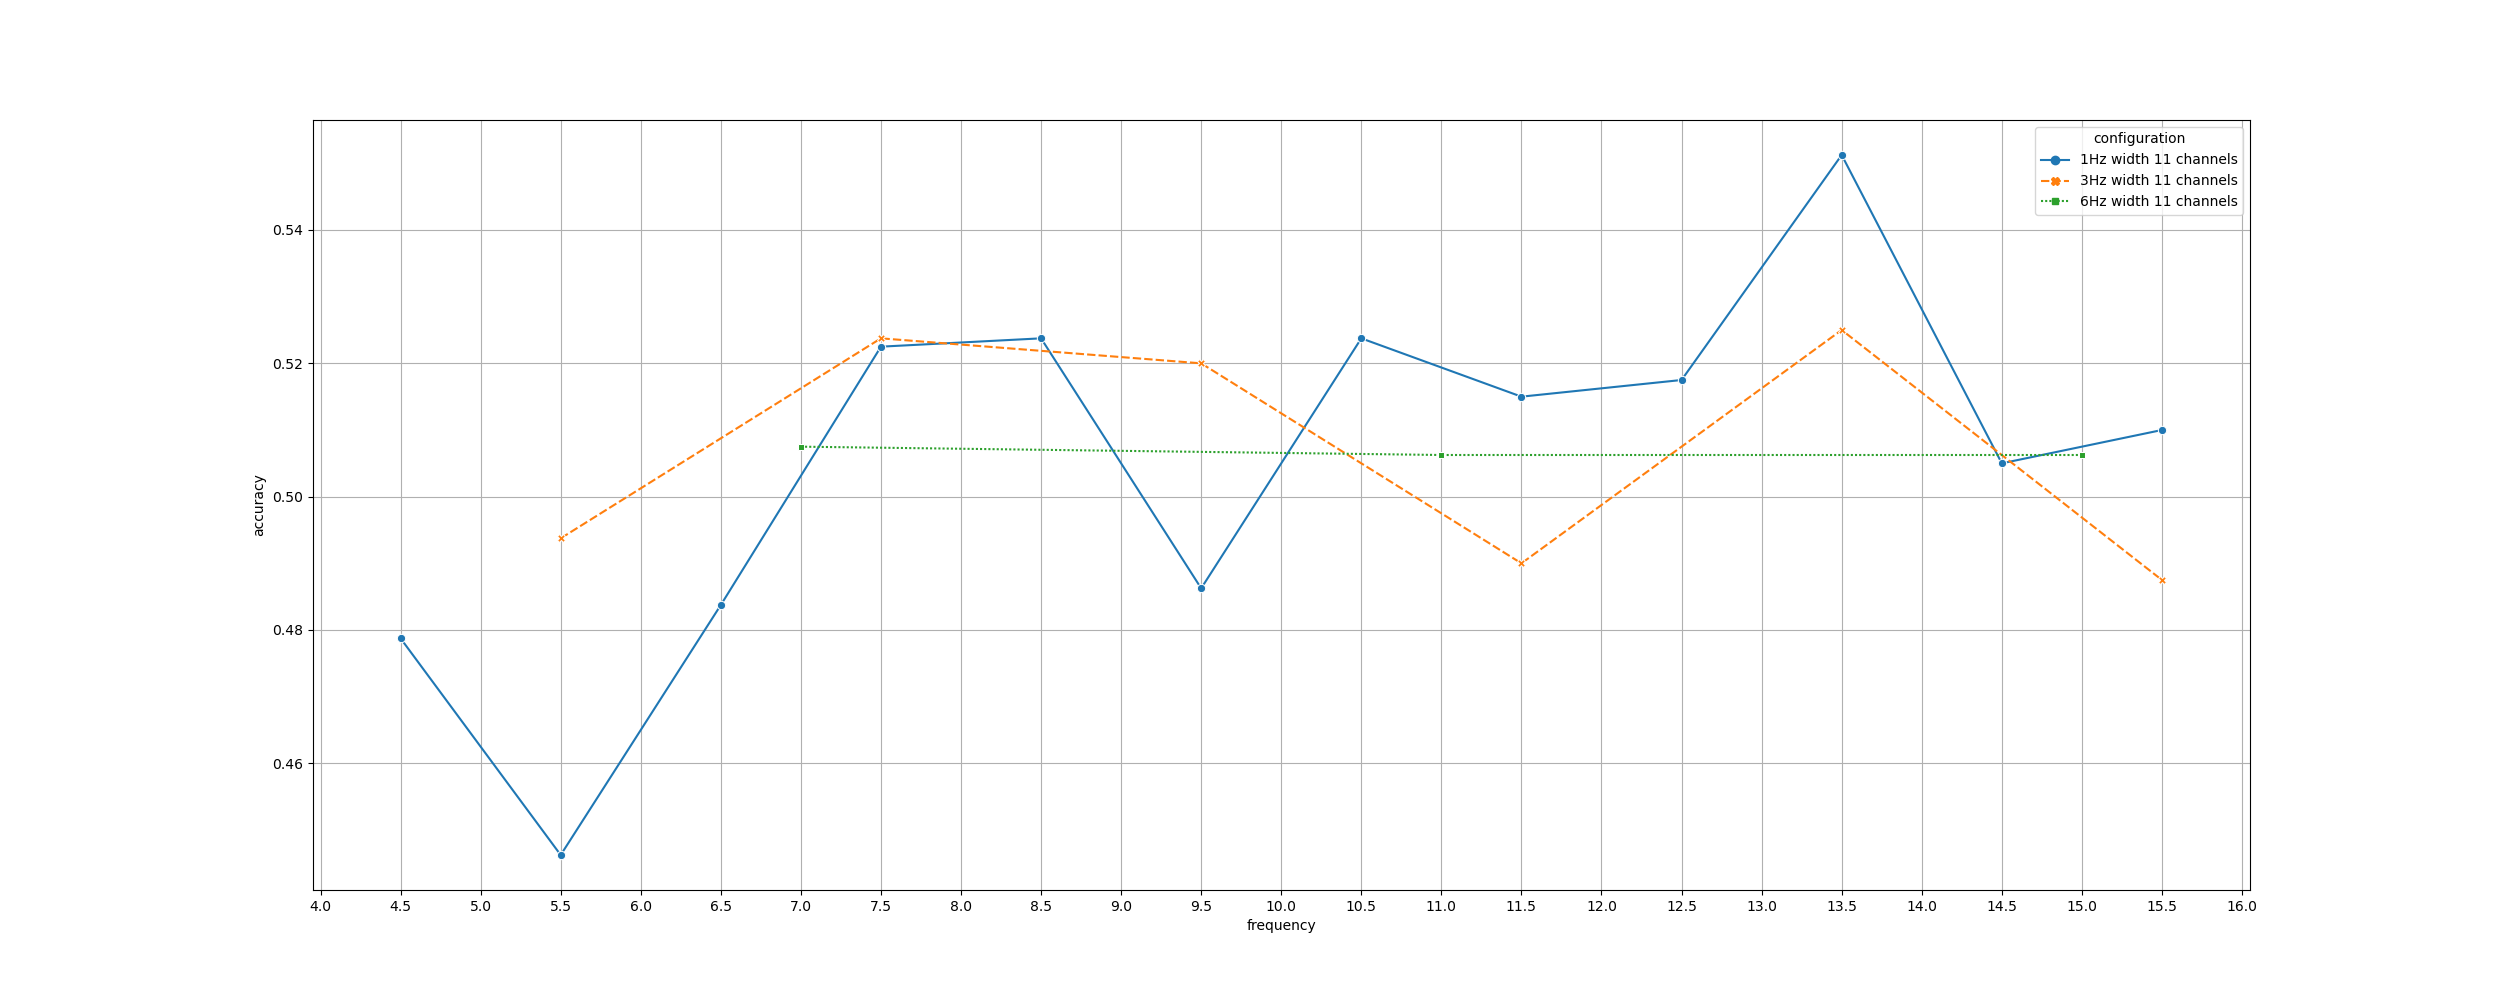 configuration
1Hz width 11 channels
3Hz width 11 channels
6Hz width 11 channels
0.54
0.52
0.50
0.48
0.46
accuracy
4.0 4.5 5.0 5.5 6.0 6.5 7.0 7.5 8.0 8.5 9.0 9.5 10.0 10.5 11.0 11.5 12.0 12.5 13.0 13.5 14.0 14.5 15.0 15.5 16.0
frequency